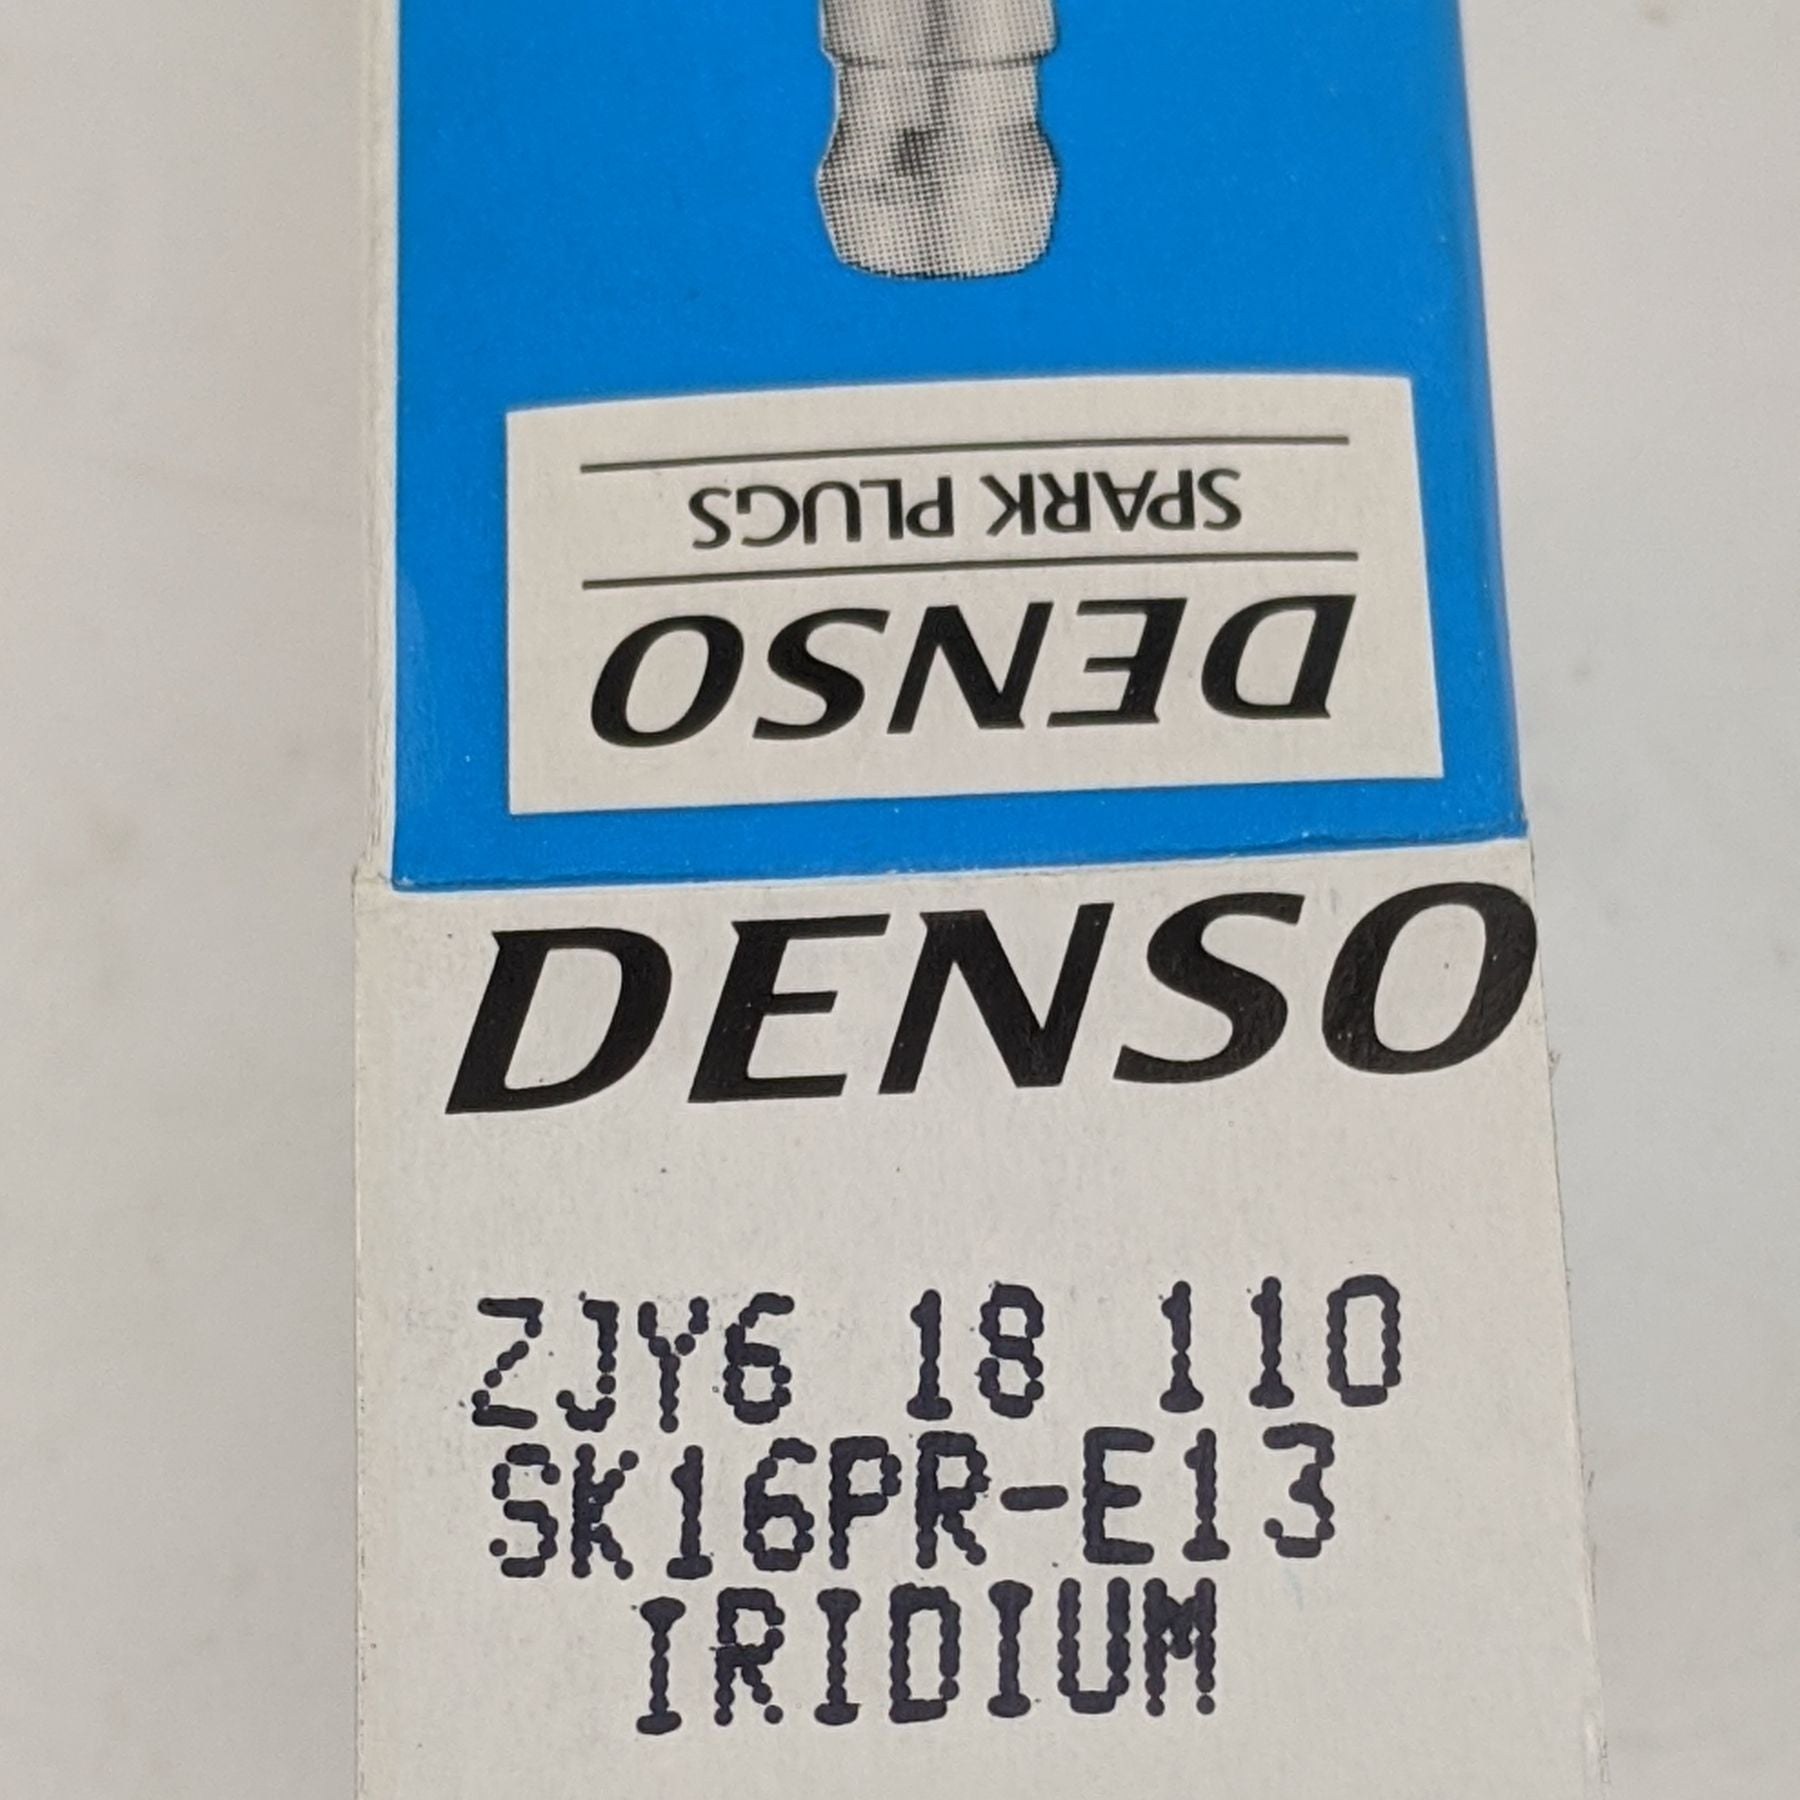 SPARK PLUGS
DENSO
DENSO
ZJY6 18 110
SK16PR-E13
IRIDIUM